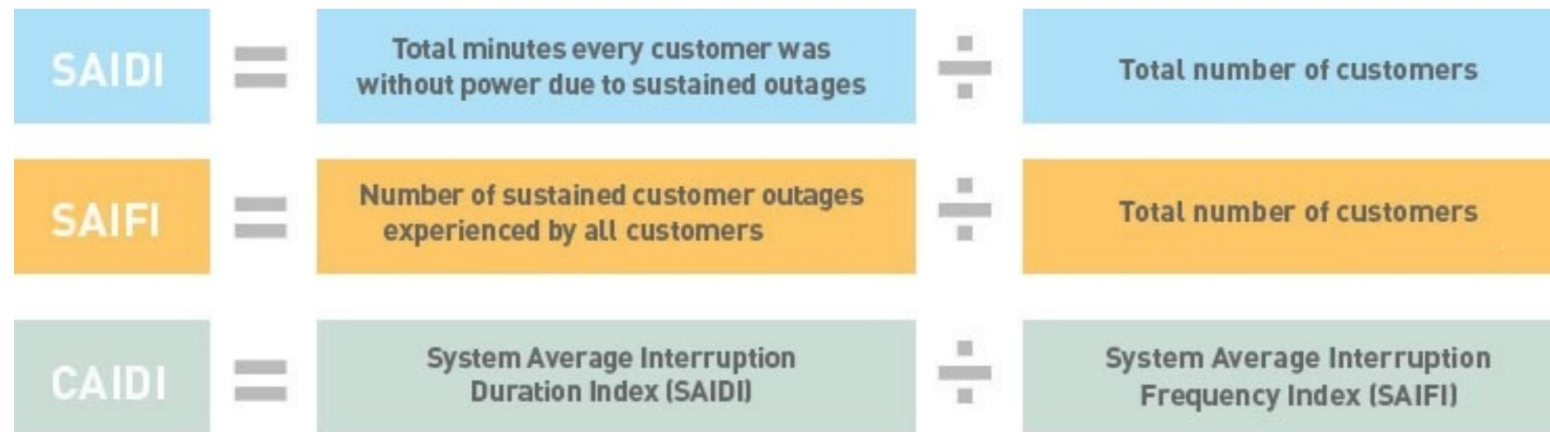 SAIDI = Total minutes every customer was
without power due to sustained outages ÷ Total number of customers
SAIFI = Number of sustained customer outages
experienced by all customers ÷ Total number of customers
CAIDI = System Average Interruption
Duration Index (SAIDI) ÷ System Average Interruption
Frequency Index (SAIFI)